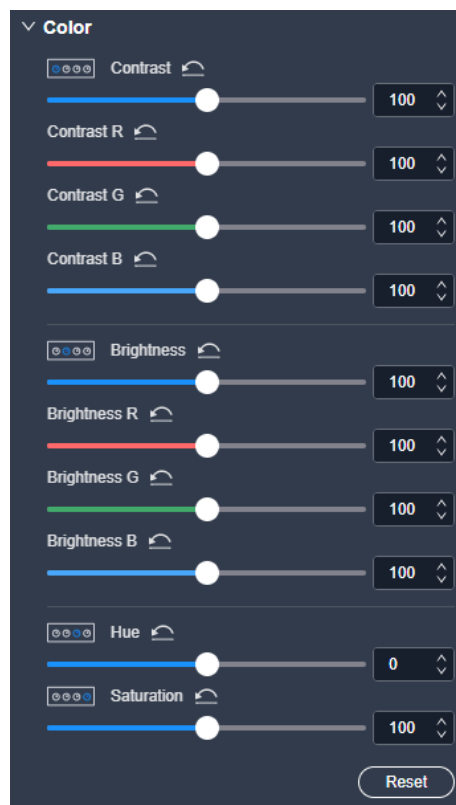 Color
Contrast
100
Contrast R
100
Contrast G
100
Contrast B
100
Brightness
100
Brightness R
100
Brightness G
100
Brightness B
100
Hue
0
Saturation
100
Reset